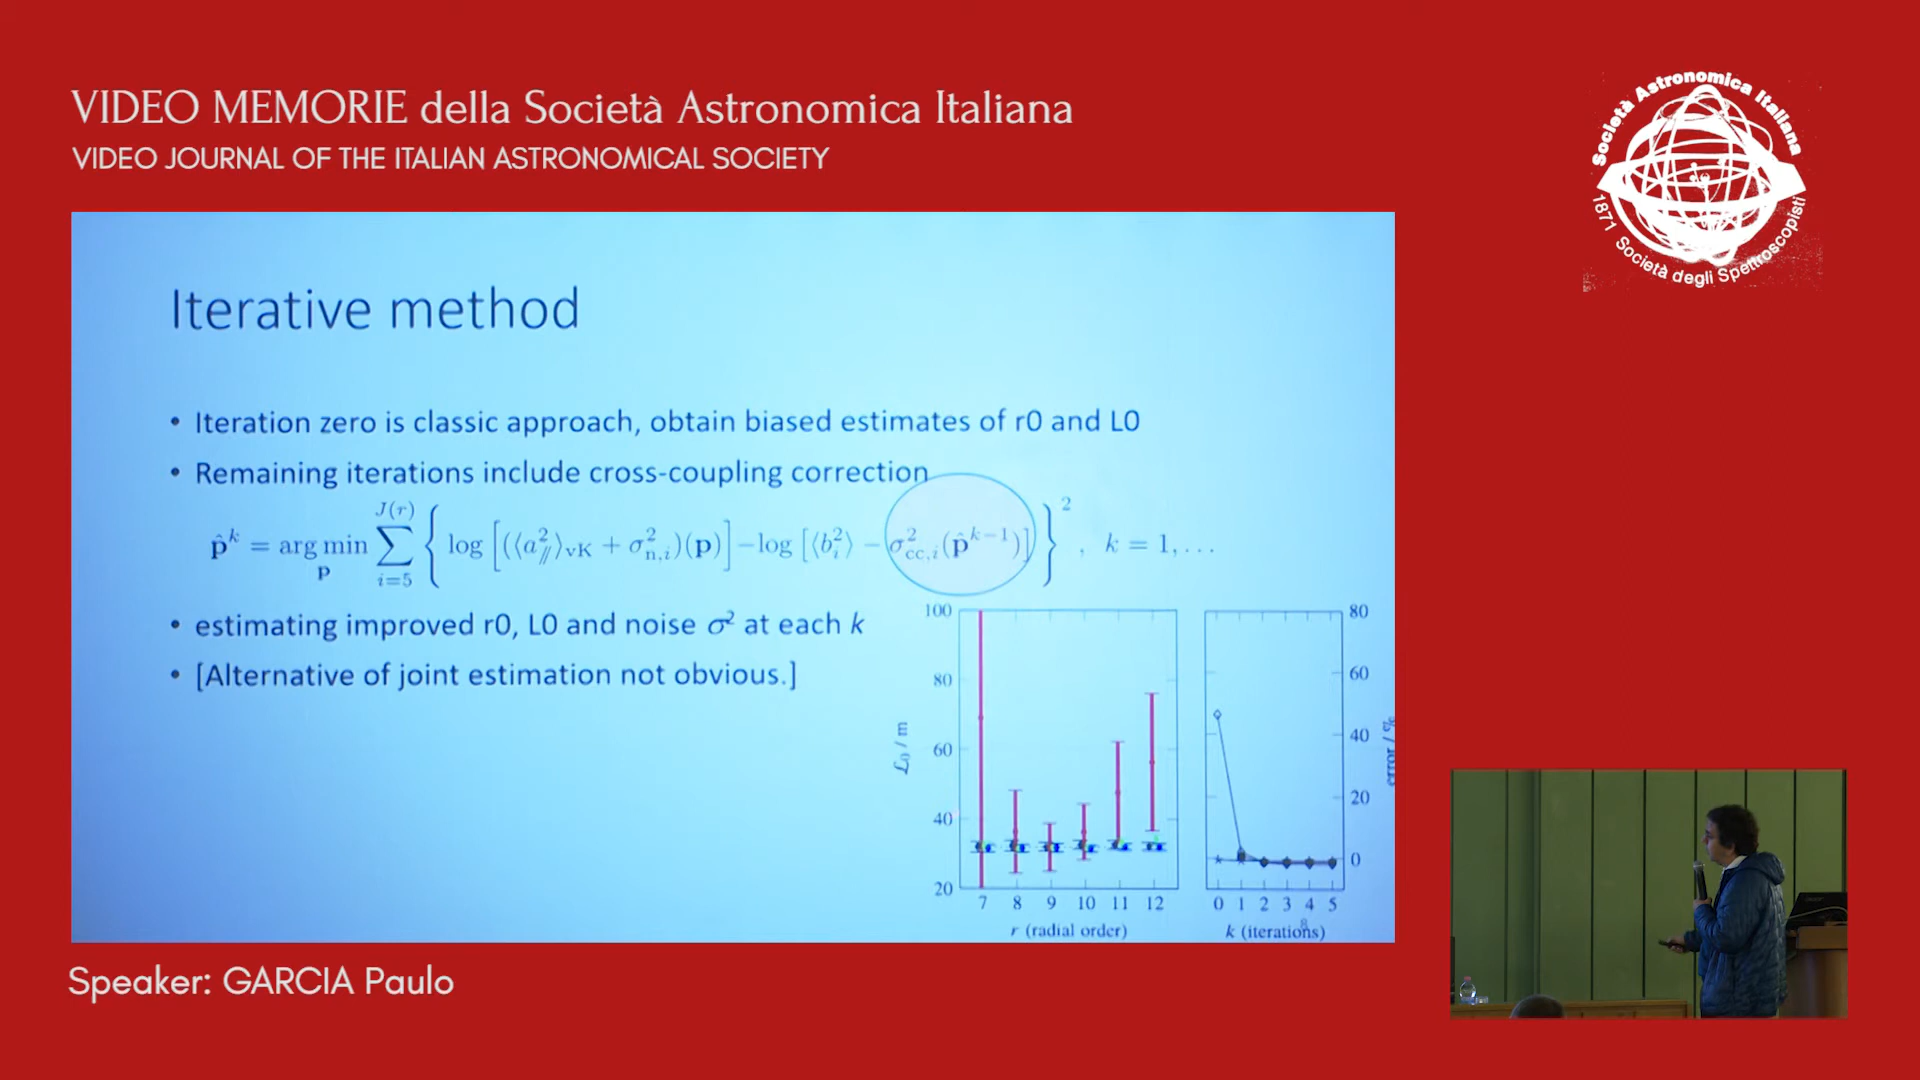 VIDEO MEMORIE della Società Astronomica Italiana
VIDEO JOURNAL OF THE ITALIAN ASTRONOMICAL SOCIETY
Società Astronomica Italiana
1871 Società degli Spettroscopisti
Iterative method
• Iteration zero is classic approach, obtain biased estimates of r0 and L0
• Remaining iterations include cross-coupling correction
p̂^k = arg min_p ∑_{i=5}^{J(r)} { log [(⟨a²_∥⟩_vK + σ²_{n,i})(p)] − log [⟨b²_i⟩ − σ²_{cc,i}(p̂^{k−1})] }² , k = 1, . . .
• estimating improved r0, L0 and noise σ² at each k
• [Alternative of joint estimation not obvious.]
100
80
60
40
20
ℒ₀ / m
7 8 9 10 11 12
r (radial order)
80
60
40
20
0
error / %
0 1 2 3 4 5
k (iterations)
8
Speaker: GARCIA Paulo